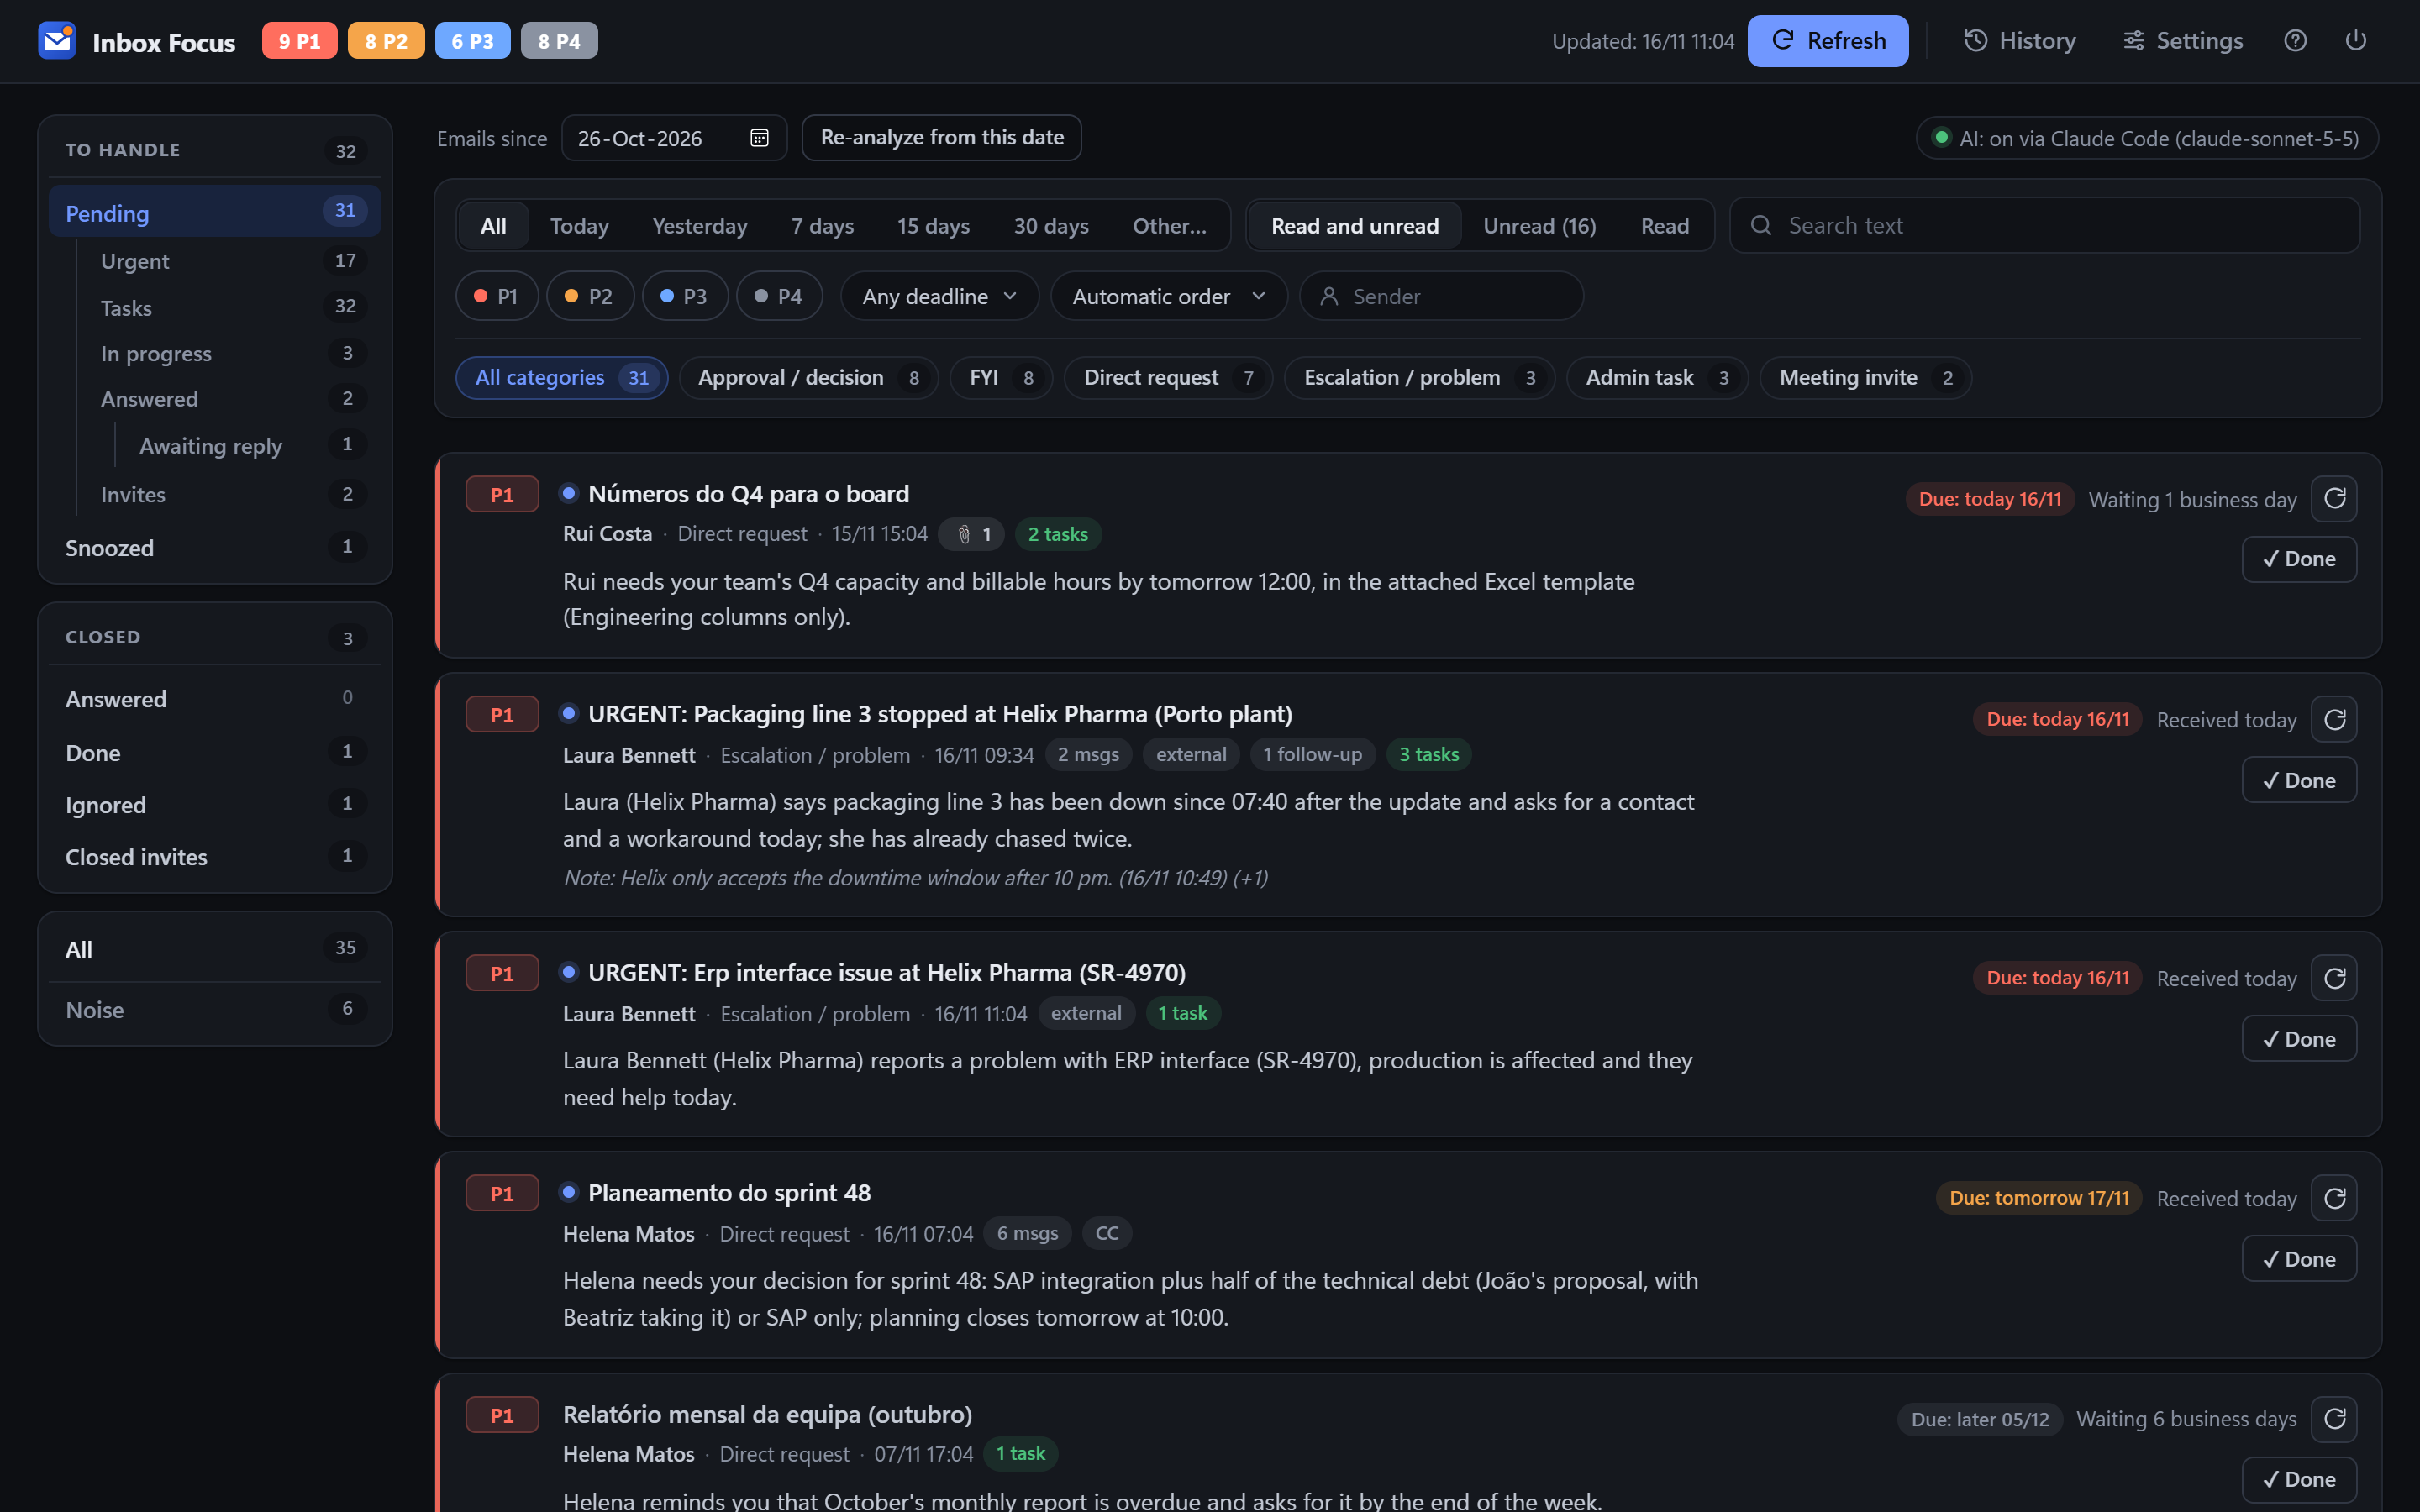 Inbox Focus 9 P1 8 P2 6 P3 8 P4 Updated: 16/11 11:04 Refresh History Settings
TO HANDLE 32
Pending 31
Urgent 17
Tasks 32
In progress 3
Answered 2
Awaiting reply 1
Invites 2
Snoozed 1
CLOSED 3
Answered 0
Done 1
Ignored 1
Closed invites 1
All 35
Noise 6
Emails since 26-Oct-2026 Re-analyze from this date AI: on via Claude Code (claude-sonnet-5-5)
All Today Yesterday 7 days 15 days 30 days Other... Read and unread Unread (16) Read Search text
P1 P2 P3 P4 Any deadline Automatic order Sender
All categories 31 Approval / decision 8 FYI 8 Direct request 7 Escalation / problem 3 Admin task 3 Meeting invite 2
P1 Números do Q4 para o board Due: today 16/11 Waiting 1 business day
Rui Costa · Direct request · 15/11 15:04 1 2 tasks
✓ Done
Rui needs your team's Q4 capacity and billable hours by tomorrow 12:00, in the attached Excel template
(Engineering columns only).
P1 URGENT: Packaging line 3 stopped at Helix Pharma (Porto plant) Due: today 16/11 Received today
Laura Bennett · Escalation / problem · 16/11 09:34 2 msgs external 1 follow-up 3 tasks
✓ Done
Laura (Helix Pharma) says packaging line 3 has been down since 07:40 after the update and asks for a contact
and a workaround today; she has already chased twice.
Note: Helix only accepts the downtime window after 10 pm. (16/11 10:49) (+1)
P1 URGENT: Erp interface issue at Helix Pharma (SR-4970) Due: today 16/11 Received today
Laura Bennett · Escalation / problem · 16/11 11:04 external 1 task
✓ Done
Laura Bennett (Helix Pharma) reports a problem with ERP interface (SR-4970), production is affected and they
need help today.
P1 Planeamento do sprint 48 Due: tomorrow 17/11 Received today
Helena Matos · Direct request · 16/11 07:04 6 msgs CC
✓ Done
Helena needs your decision for sprint 48: SAP integration plus half of the technical debt (João's proposal, with
Beatriz taking it) or SAP only; planning closes tomorrow at 10:00.
P1 Relatório mensal da equipa (outubro) Due: later 05/12 Waiting 6 business days
Helena Matos · Direct request · 07/11 17:04 1 task
✓ Done
Helena reminds you that October's monthly report is overdue and asks for it by the end of the week.